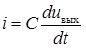 i = C du_вых / dt